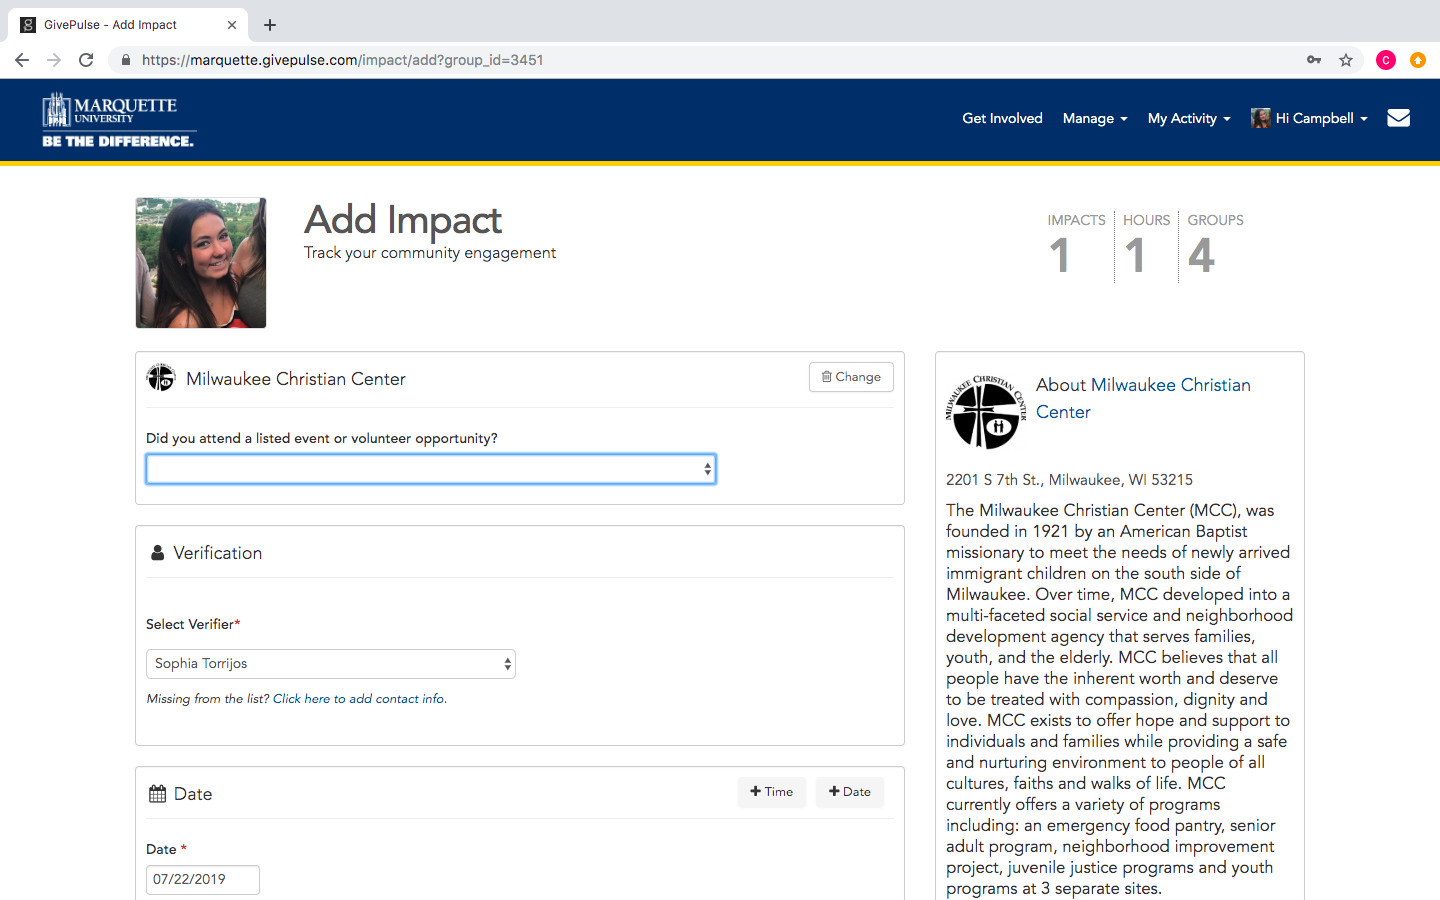 GivePulse - Add Impact
https://marquette.givepulse.com/impact/add?group_id=3451
C
MARQUETTE
UNIVERSITY
BE THE DIFFERENCE.
Get Involved
Manage
My Activity
Hi Campbell
Add Impact
Track your community engagement
IMPACTS
HOURS
GROUPS
1
1
4
Milwaukee Christian Center
Change
Did you attend a listed event or volunteer opportunity?
Verification
Select Verifier*
Sophia Torrijos
Missing from the list? Click here to add contact info.
Date
+ Time
+ Date
Date *
07/22/2019
MILWAUKEE CHRISTIAN CENTER
About Milwaukee Christian
Center
2201 S 7th St., Milwaukee, WI 53215
The Milwaukee Christian Center (MCC), was
founded in 1921 by an American Baptist
missionary to meet the needs of newly arrived
immigrant children on the south side of
Milwaukee. Over time, MCC developed into a
multi-faceted social service and neighborhood
development agency that serves families,
youth, and the elderly. MCC believes that all
people have the inherent worth and deserve
to be treated with compassion, dignity and
love. MCC exists to offer hope and support to
individuals and families while providing a safe
and nurturing environment to people of all
cultures, faiths and walks of life. MCC
currently offers a variety of programs
including: an emergency food pantry, senior
adult program, neighborhood improvement
project, juvenile justice programs and youth
programs at 3 separate sites.